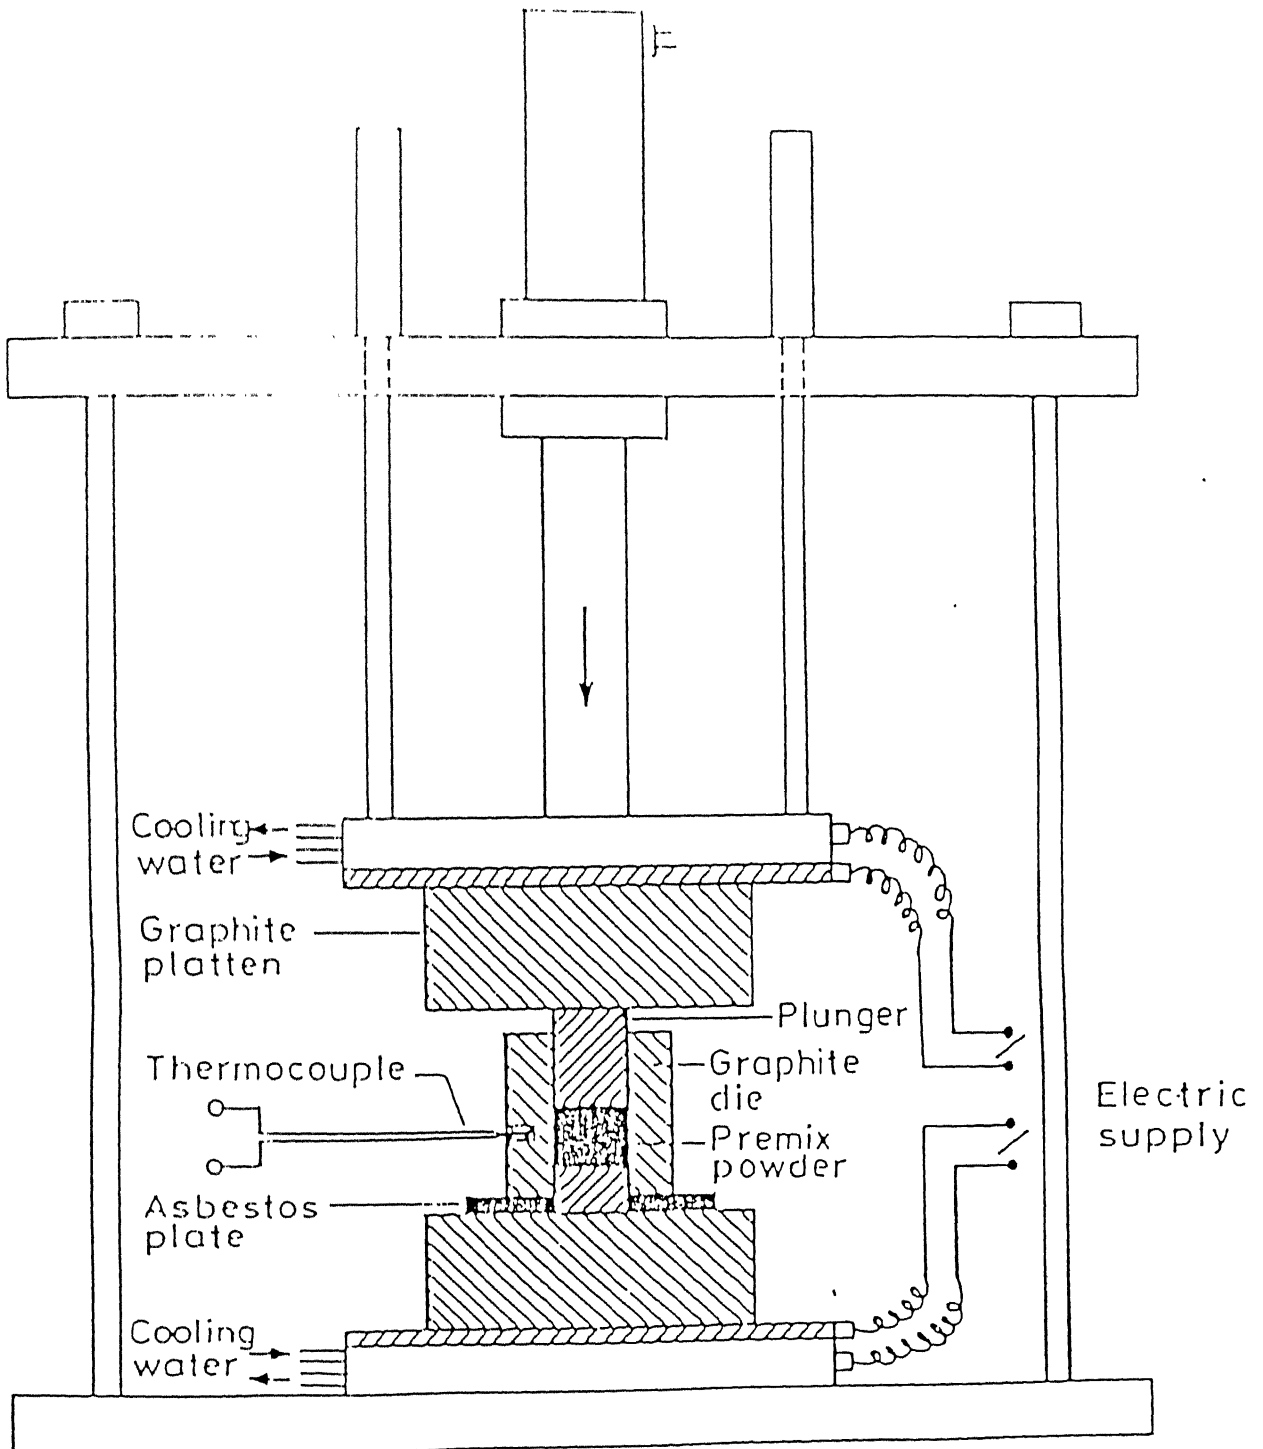 Cooling
water
Graphite
platten
Plunger
Thermocouple
Graphite
die
Electric
supply
Premix
powder
Asbestos
plate
Cooling
water